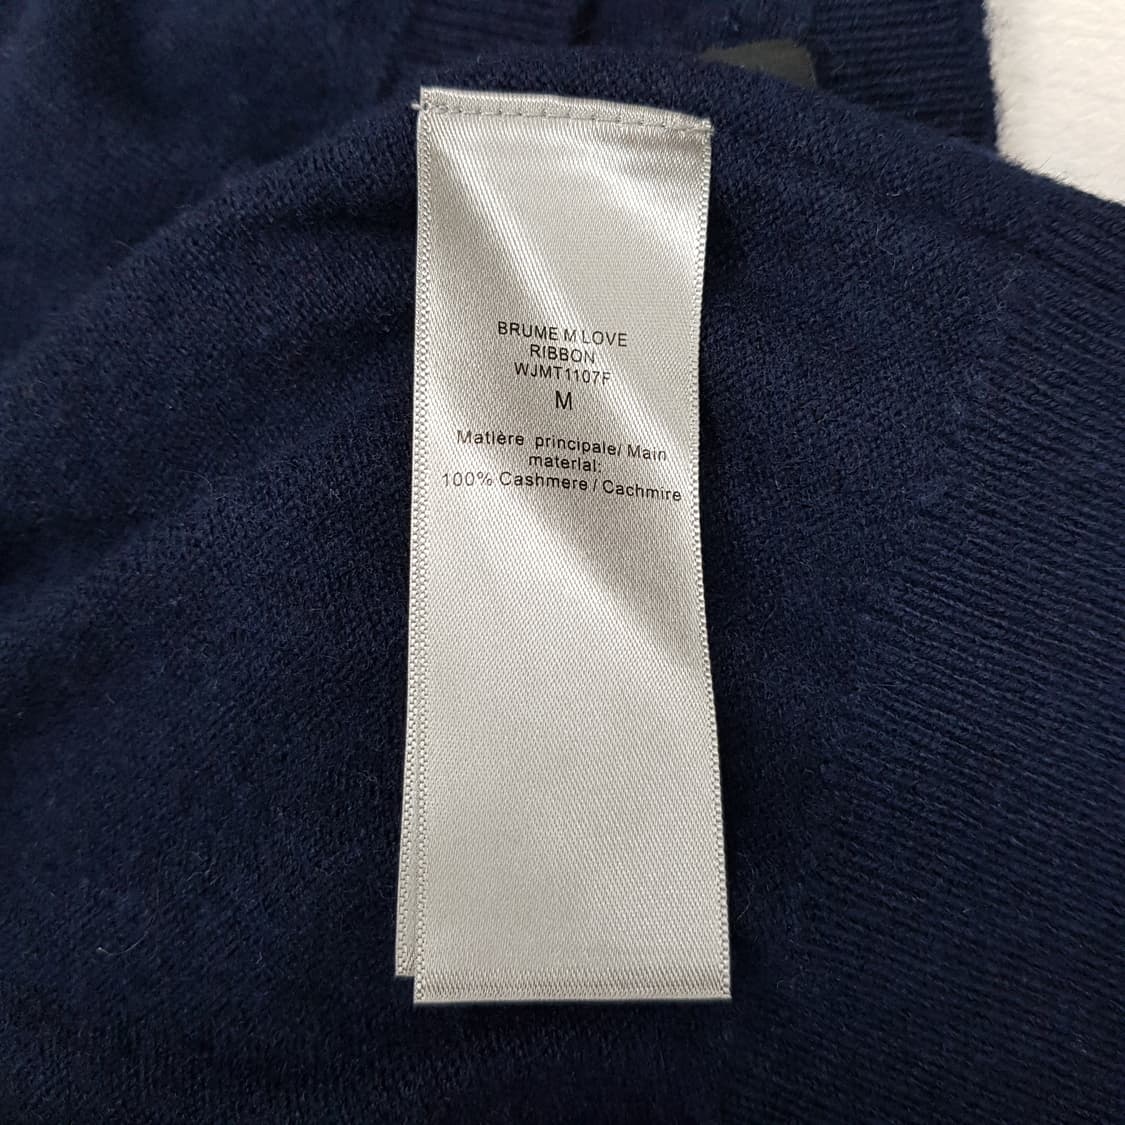 BRUME M LOVE
RIBBON
WJMT1107F
M
Matière principale/ Main
material:
100% Cashmere / Cachmire